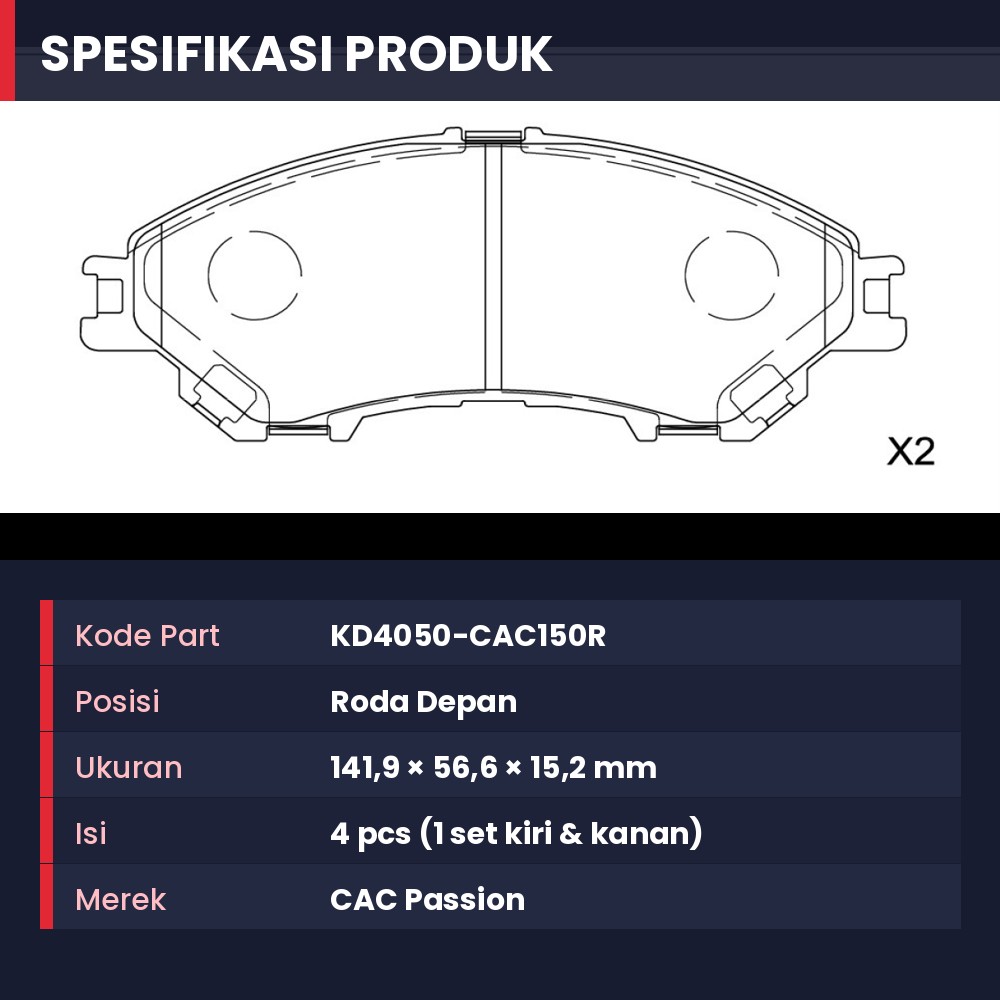 SPESIFIKASI PRODUK
X2
Kode Part KD4050-CAC150R
Posisi Roda Depan
Ukuran 141,9 × 56,6 × 15,2 mm
Isi 4 pcs (1 set kiri & kanan)
Merek CAC Passion